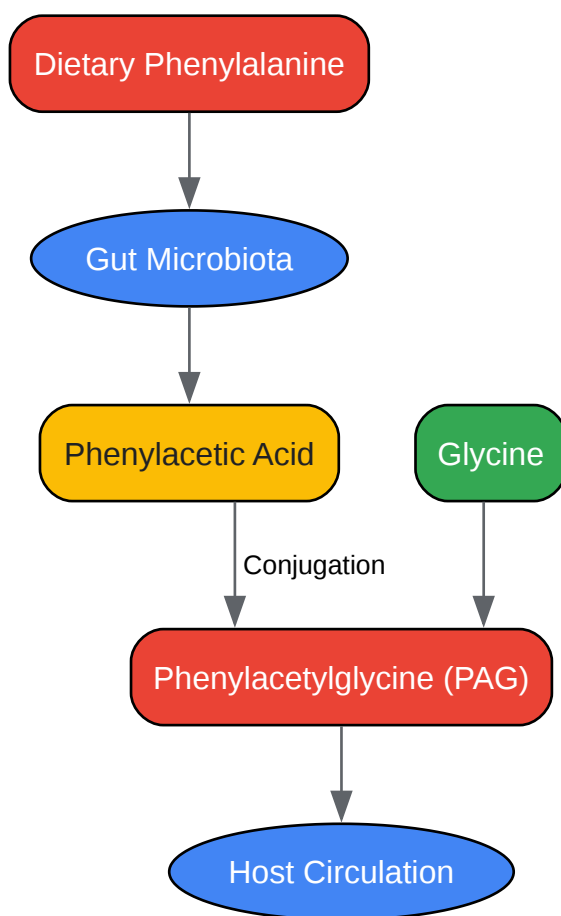 Dietary Phenylalanine
Gut Microbiota
Phenylacetic Acid
Glycine
Conjugation
Phenylacetylglycine (PAG)
Host Circulation